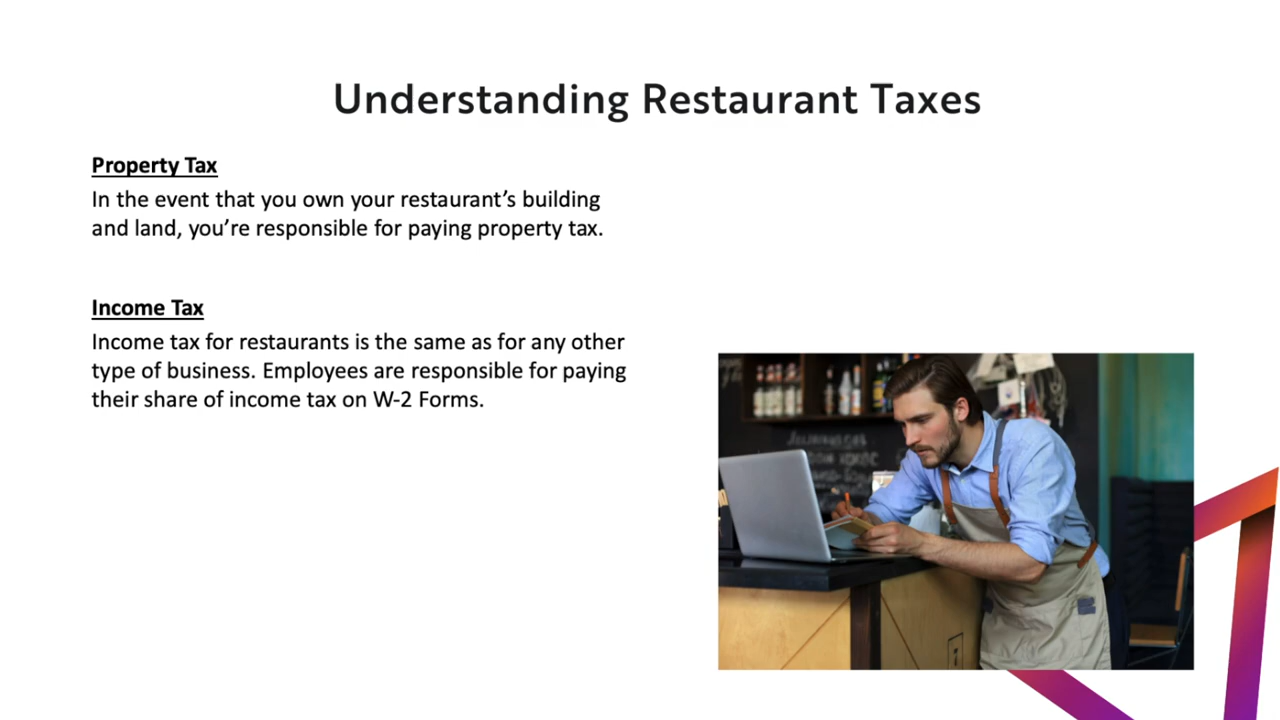 Understanding Restaurant Taxes
Property Tax
In the event that you own your restaurant’s building
and land, you’re responsible for paying property tax.
Income Tax
Income tax for restaurants is the same as for any other
type of business. Employees are responsible for paying
their share of income tax on W-2 Forms.